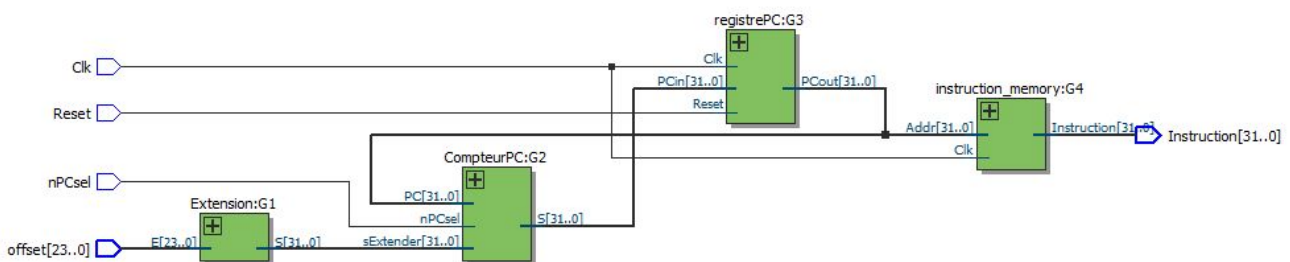 registrePC:G3
Clk
Clk
PCin[31..0]
PCout[31..0]
instruction_memory:G4
Reset
Reset
Addr[31..0]
Instruction[31..0]
Instruction[31..0]
Clk
CompteurPC:G2
nPCsel
PC[31..0]
Extension:G1
nPCsel
S[31..0]
offset[23..0]
E[23..0]
S[31..0]
sExtender[31..0]